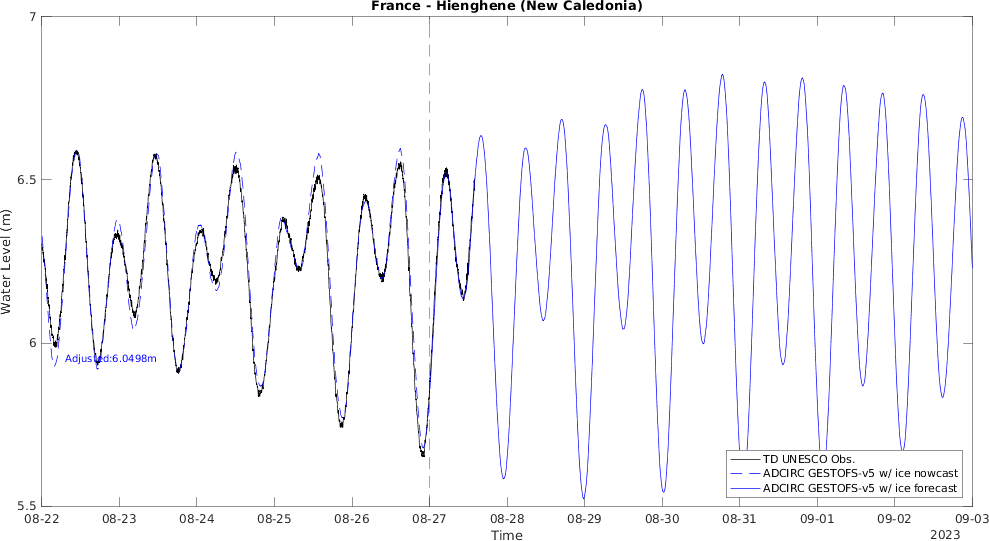 France - Hienghene (New Caledonia)
Water Level (m)
7
6.5
6
5.5
Adjusted:6.0498m
TD UNESCO Obs.
ADCIRC GESTOFS-v5 w/ ice nowcast
ADCIRC GESTOFS-v5 w/ ice forecast
08-22 08-23 08-24 08-25 08-26 08-27 08-28 08-29 08-30 08-31 09-01 09-02 09-03
Time
2023